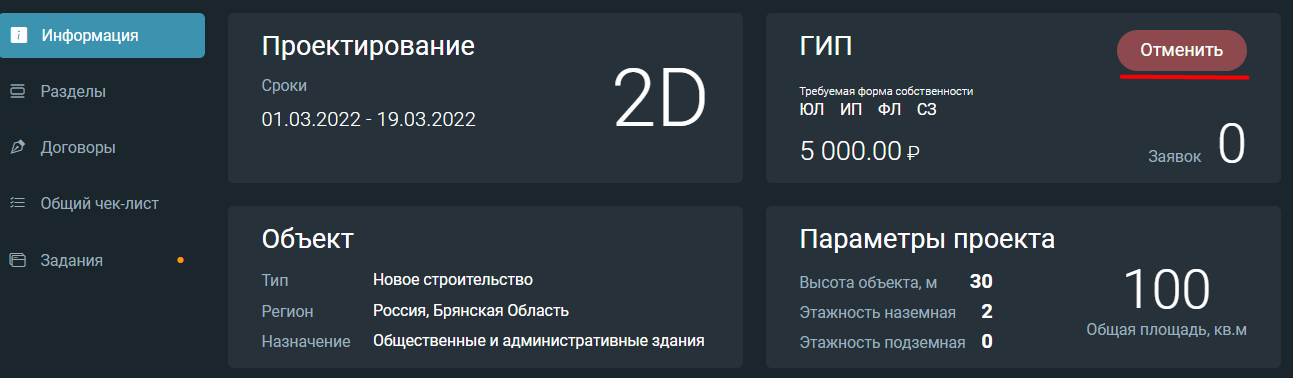 Информация
Разделы
Договоры
Общий чек-лист
Задания
Проектирование
Сроки
01.03.2022 - 19.03.2022
2D
ГИП
Отменить
Требуемая форма собственности
ЮЛ ИП ФЛ СЗ
5 000.00 ₽
Заявок 0
Объект
Тип Новое строительство
Регион Россия, Брянская Область
Назначение Общественные и административные здания
Параметры проекта
Высота объекта, м 30
Этажность наземная 2
Этажность подземная 0
100
Общая площадь, кв.м